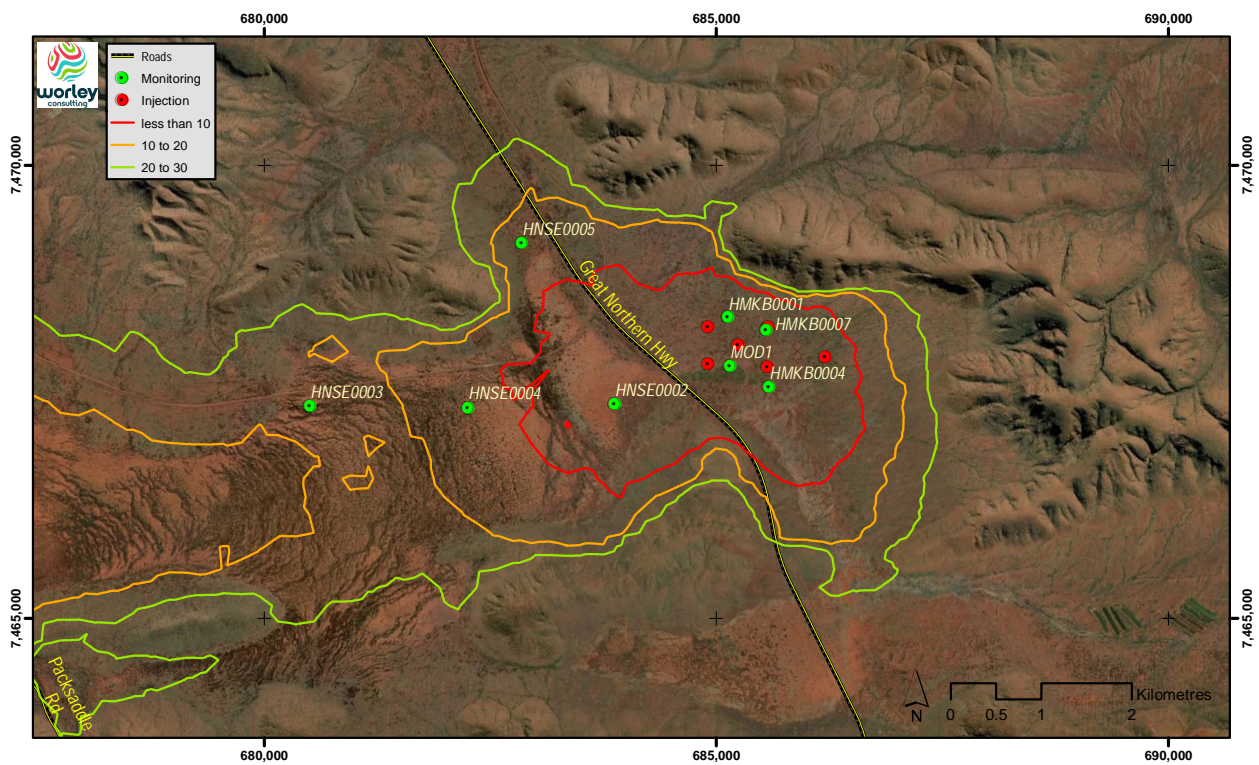 680,000
685,000
690,000
worley
consulting
Roads
Monitoring
Injection
less than 10
10 to 20
20 to 30
7,470,000
7,470,000
HNSE0005
Great Northern Hwy
HMKB0001
HMKB0007
MOD1
HMKB0004
HNSE0003
HNSE0004
HNSE0002
7,465,000
7,465,000
Packsaddle
Rd
N
0
0.5
1
2
Kilometres
680,000
685,000
690,000